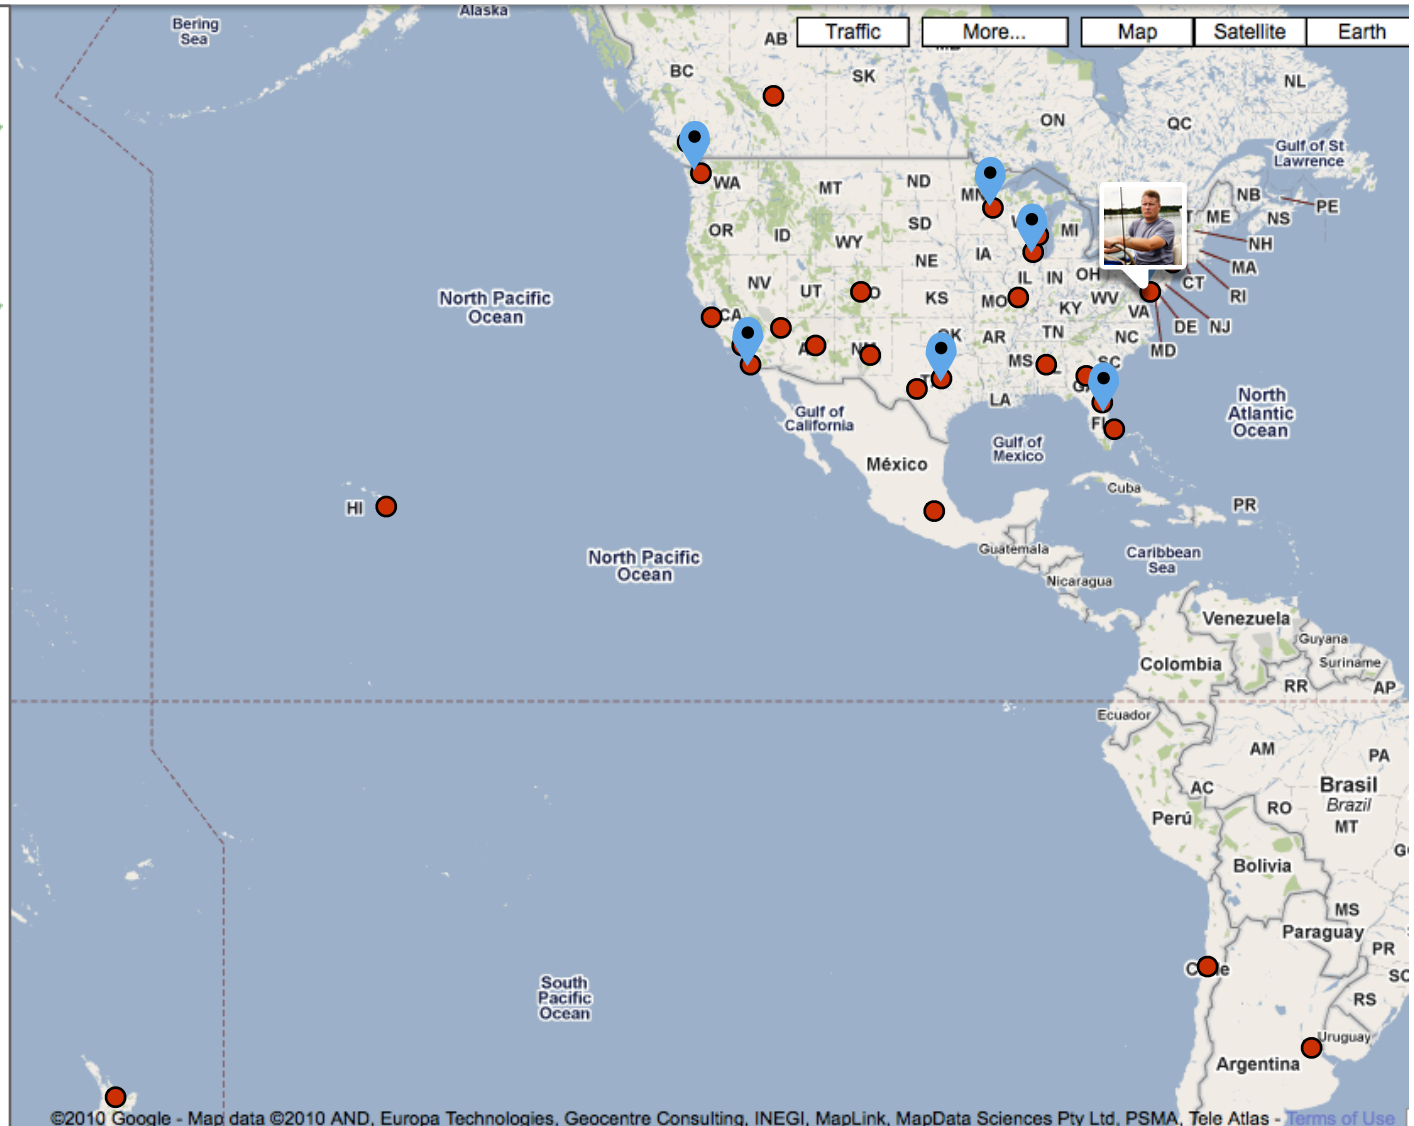 Alaska
Bering
Sea
Traffic
More...
Map
Satellite
Earth
AB
BC
SK
NL
ON
QC
Gulf of St
Lawrence
WA
MT
ND
MN
NB
PE
ME
NS
OR
ID
SD
MI
NH
WY
IA
NE
MA
OH
IL
IN
CT
NV
UT
RI
KS
MO
WV
KY
VA
DE
NJ
CA
TN
NC
AR
MD
MS
SC
LA
FL
North Pacific
Ocean
Gulf of
California
North
Atlantic
Ocean
Gulf of
Mexico
México
Cuba
PR
HI
North Pacific
Ocean
Guatemala
Caribbean
Sea
Nicaragua
Venezuela
Guyana
Colombia
Suriname
RR
AP
Ecuador
AM
PA
AC
Brasil
Brazil
RO
Perú
MT
Bolivia
MS
Paraguay
PR
South
Pacific
Ocean
RS
Uruguay
Argentina
©2010 Google - Map data ©2010 AND, Europa Technologies, Geocentre Consulting, INEGI, MapLink, MapData Sciences Pty Ltd, PSMA, Tele Atlas - Terms of Use